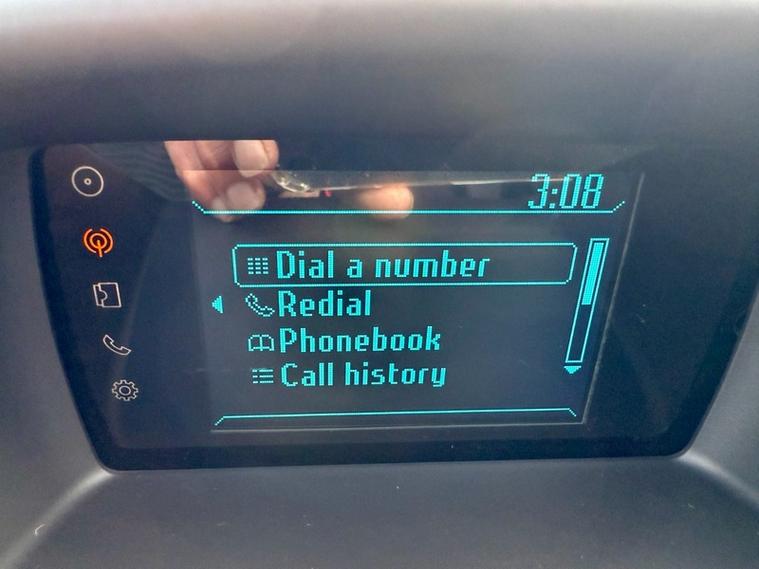 3:08
Dial a number
Redial
Phonebook
Call history